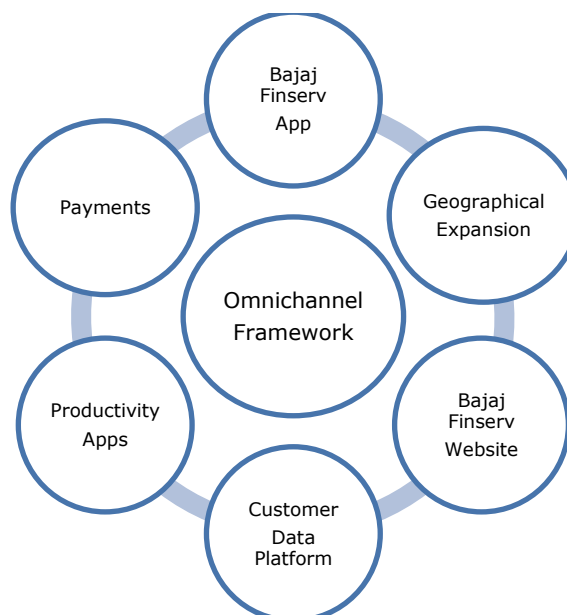 Bajaj
Finserv
App
Geographical
Expansion
Bajaj
Finserv
Website
Customer
Data
Platform
Productivity
Apps
Payments
Omnichannel
Framework